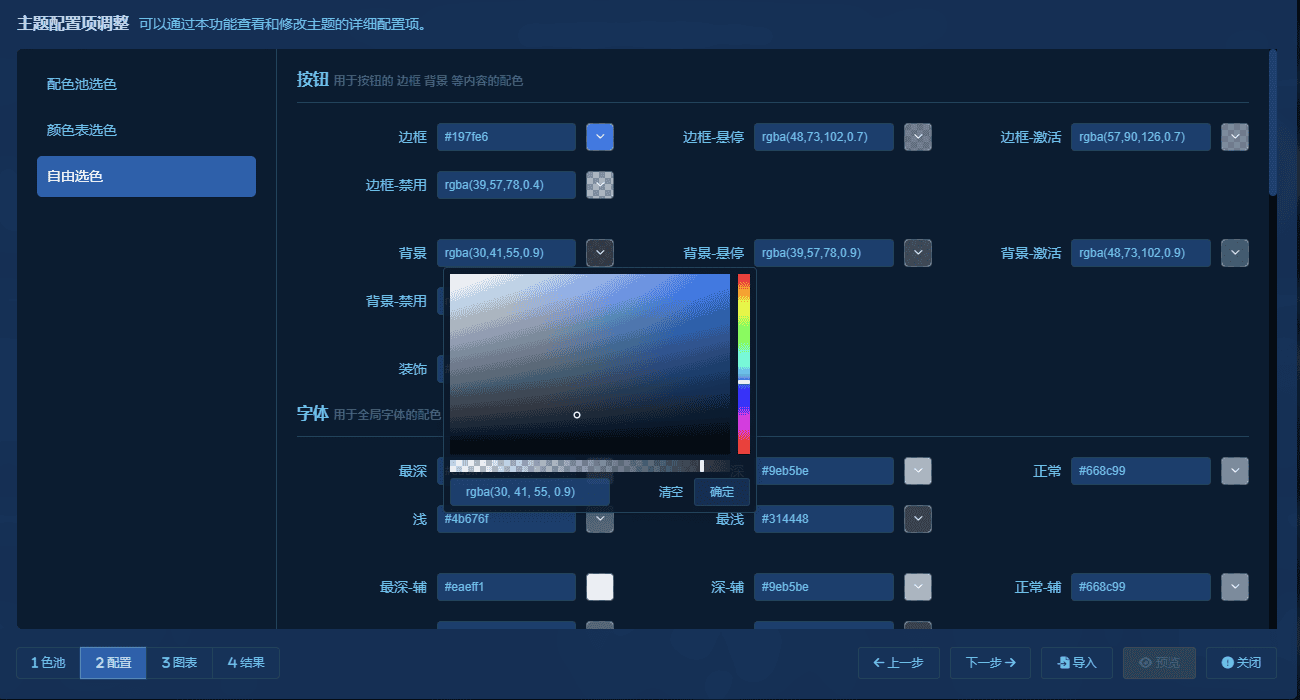 主题配置项调整 可以通过本功能查看和修改主题的详细配置项。
配色池选色
颜色表选色
自由选色
按钮 用于按钮的 边框 背景 等内容的配色
边框 #197fe6 边框-悬停 rgba(48,73,102,0.7) 边框-激活 rgba(57,90,126,0.7)
边框-禁用 rgba(39,57,78,0.4)
背景 rgba(30,41,55,0.9) 背景-悬停 rgba(39,57,78,0.9) 背景-激活 rgba(48,73,102,0.9)
背景-禁用
装饰
字体 用于全局字体的配色
最深 深 #9eb5be 正常 #668c99
rgba(30, 41, 55, 0.9) 清空 确定
浅 #4b676f 最浅 #314448
最深-辅 #eaeff1 深-辅 #9eb5be 正常-辅 #668c99
1 色池 2 配置 3 图表 4 结果 上一步 下一步 导入 预览 关闭